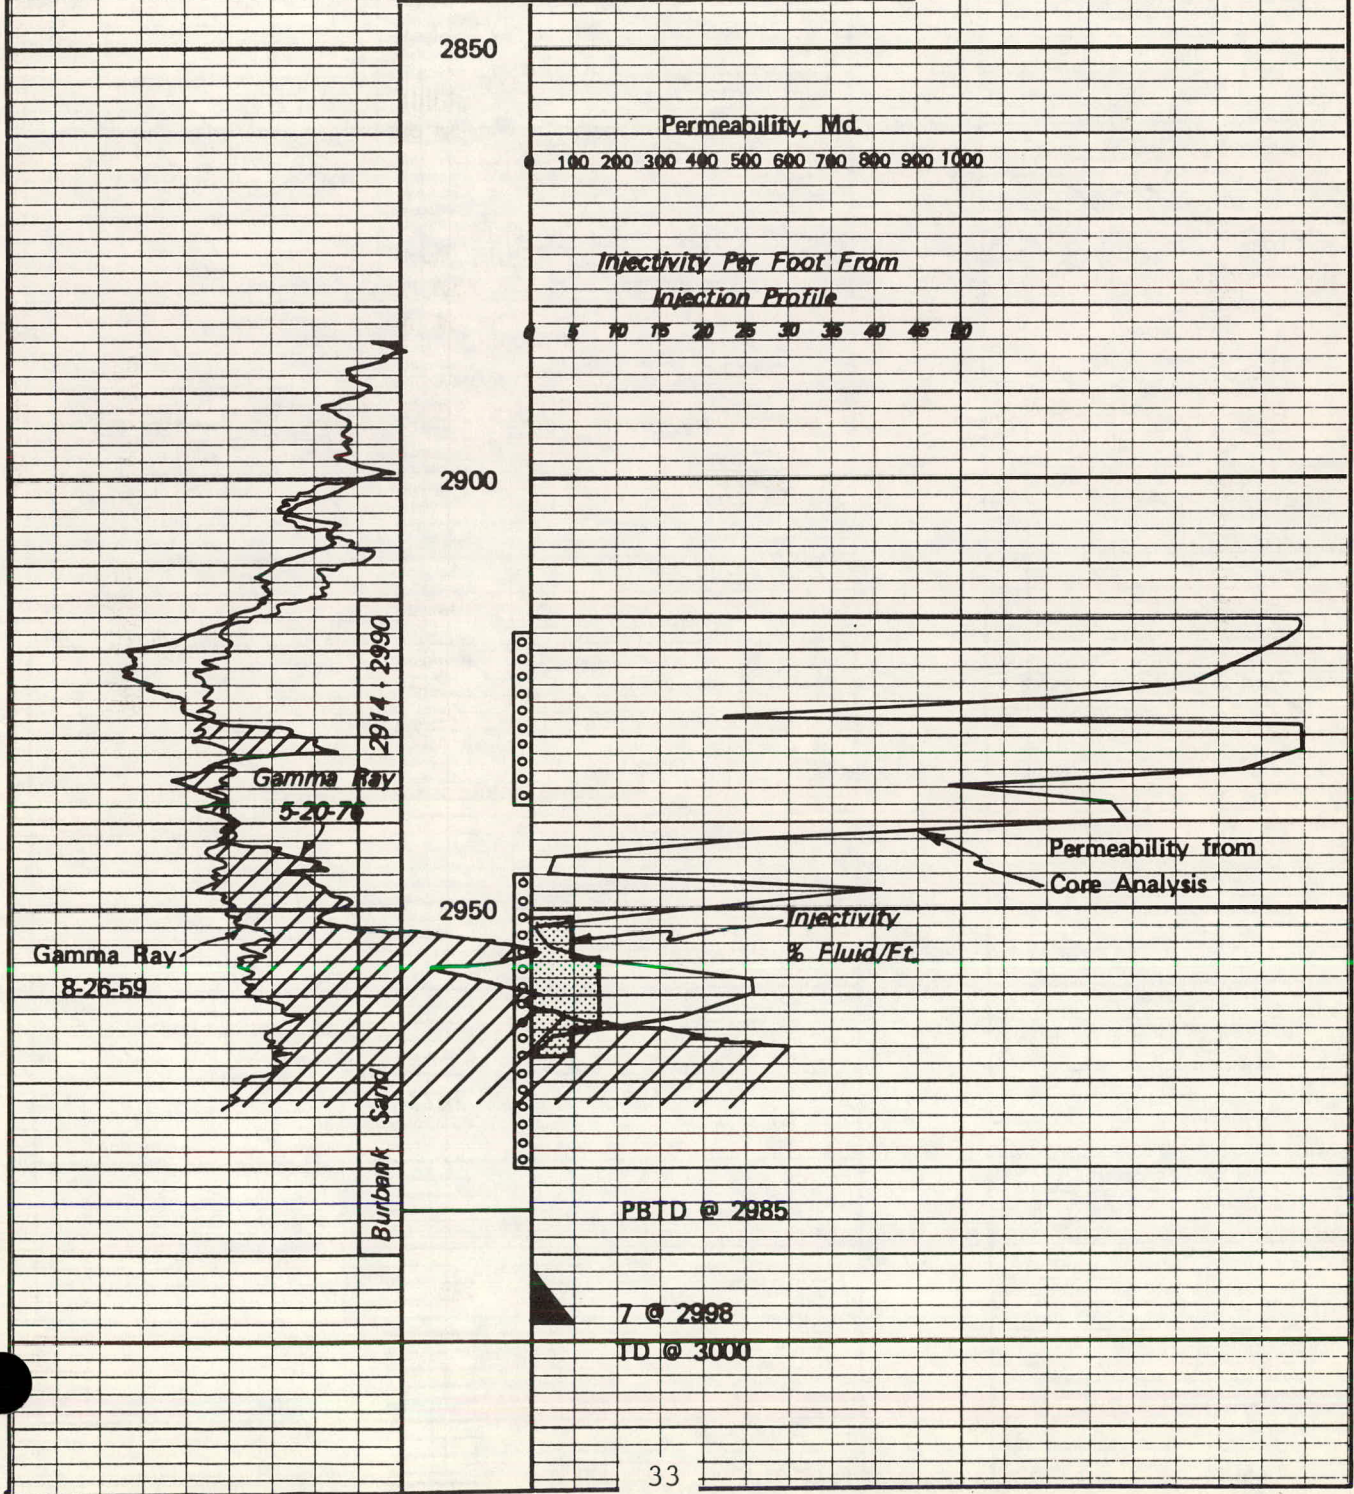 2850
Permeability, Md.
0 100 200 300 400 500 600 700 800 900 1000
Injectivity Per Foot From
Injection Profile
0 5 10 15 20 25 30 35 40 45 50
2900
2914 - 2990
Gamma Ray
5-20-76
Permeability from
Core Analysis
2950
Injectivity
% Fluid/Ft.
Gamma Ray
8-26-59
Burbank Sand
PBTD @ 2985
7 @ 2998
TD @ 3000
33